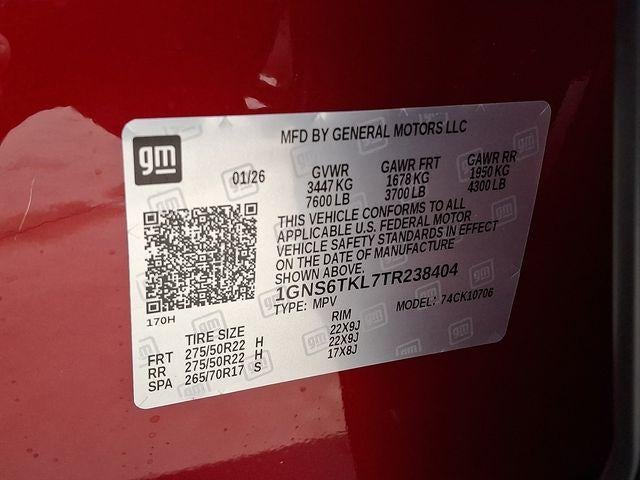 MFD BY GENERAL MOTORS LLC
gm
01/26
GVWR GAWR FRT GAWR RR
3447 KG 1678 KG 1950 KG
7600 LB 3700 LB 4300 LB
THIS VEHICLE CONFORMS TO ALL
APPLICABLE U.S. FEDERAL MOTOR
VEHICLE SAFETY STANDARDS IN EFFECT
ON THE DATE OF MANUFACTURE
SHOWN ABOVE.
1GNS6TKL7TR238404
TYPE: MPV MODEL: 74CK10706
170H
TIRE SIZE RIM
FRT 275/50R22 H 22X9J
RR 275/50R22 H 22X9J
SPA 265/70R17 S 17X8J